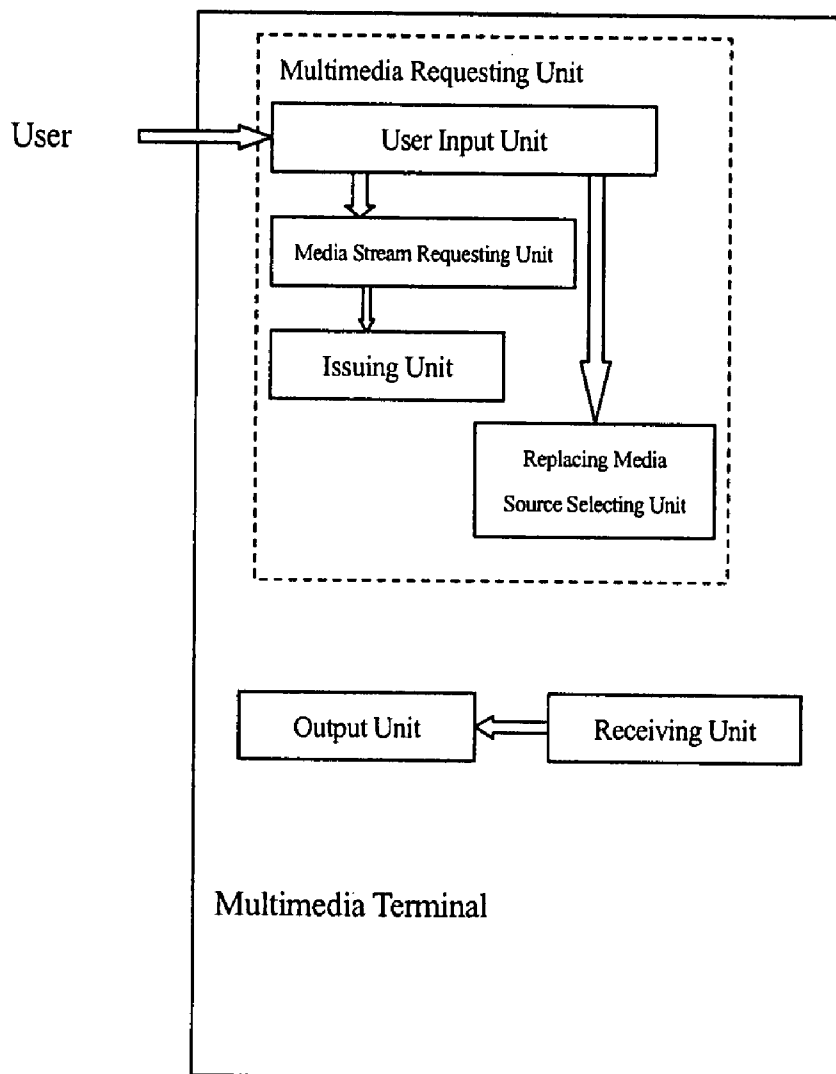 Multimedia Requesting Unit
User
User Input Unit
Media Stream Requesting Unit
Issuing Unit
Replacing Media
Source Selecting Unit
Output Unit
Receiving Unit
Multimedia Terminal